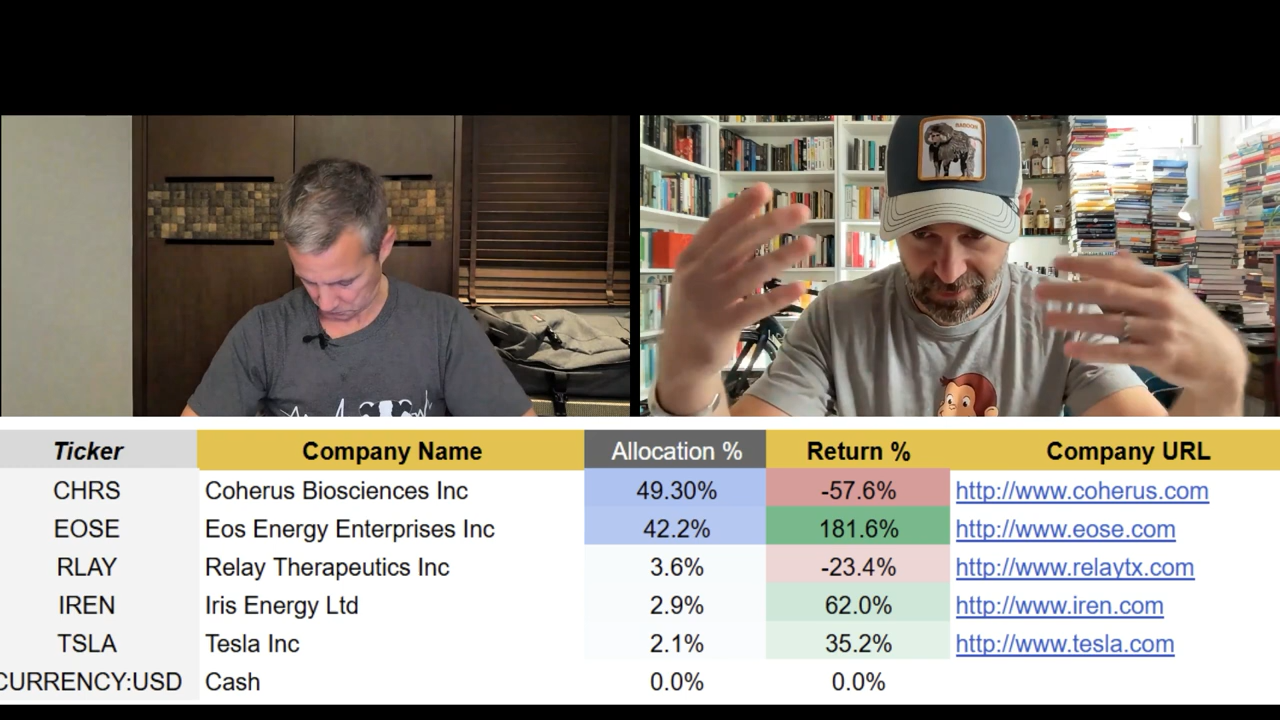 BABOON
Ticker Company Name Allocation % Return % Company URL
CHRS Coherus Biosciences Inc 49.30% -57.6% http://www.coherus.com
EOSE Eos Energy Enterprises Inc 42.2% 181.6% http://www.eose.com
RLAY Relay Therapeutics Inc 3.6% -23.4% http://www.relaytx.com
IREN Iris Energy Ltd 2.9% 62.0% http://www.iren.com
TSLA Tesla Inc 2.1% 35.2% http://www.tesla.com
CURRENCY:USD Cash 0.0% 0.0%